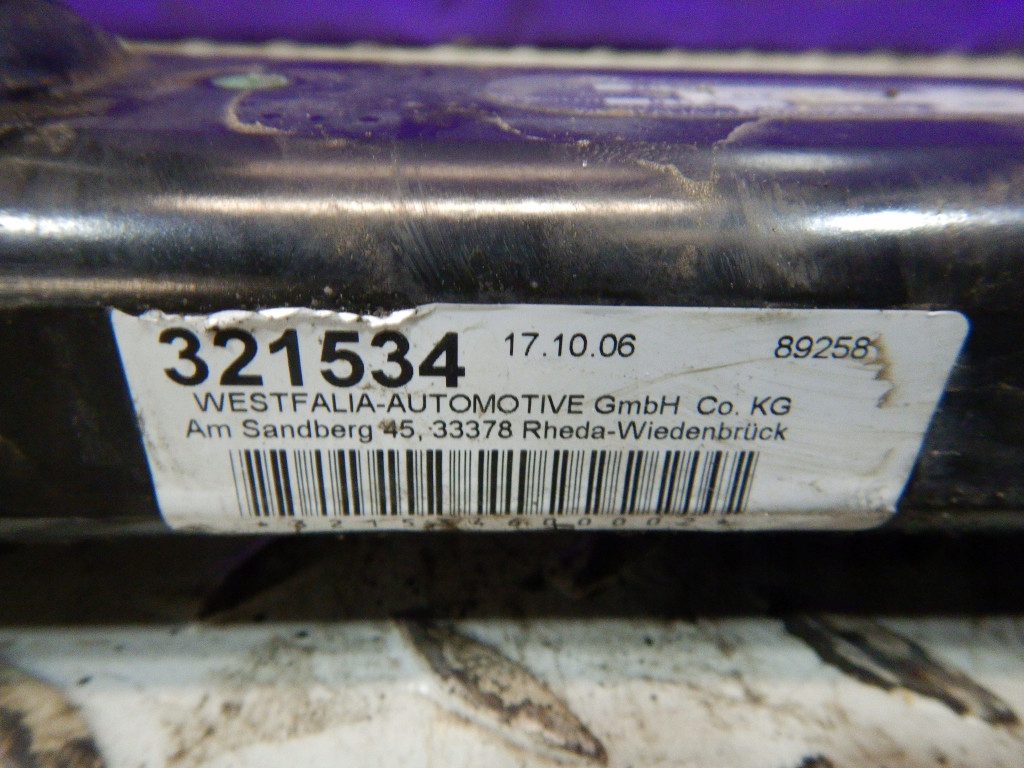 321534 17.10.06 89258
WESTFALIA-AUTOMOTIVE GmbH Co. KG
Am Sandberg 45, 33378 Rheda-Wiedenbrück